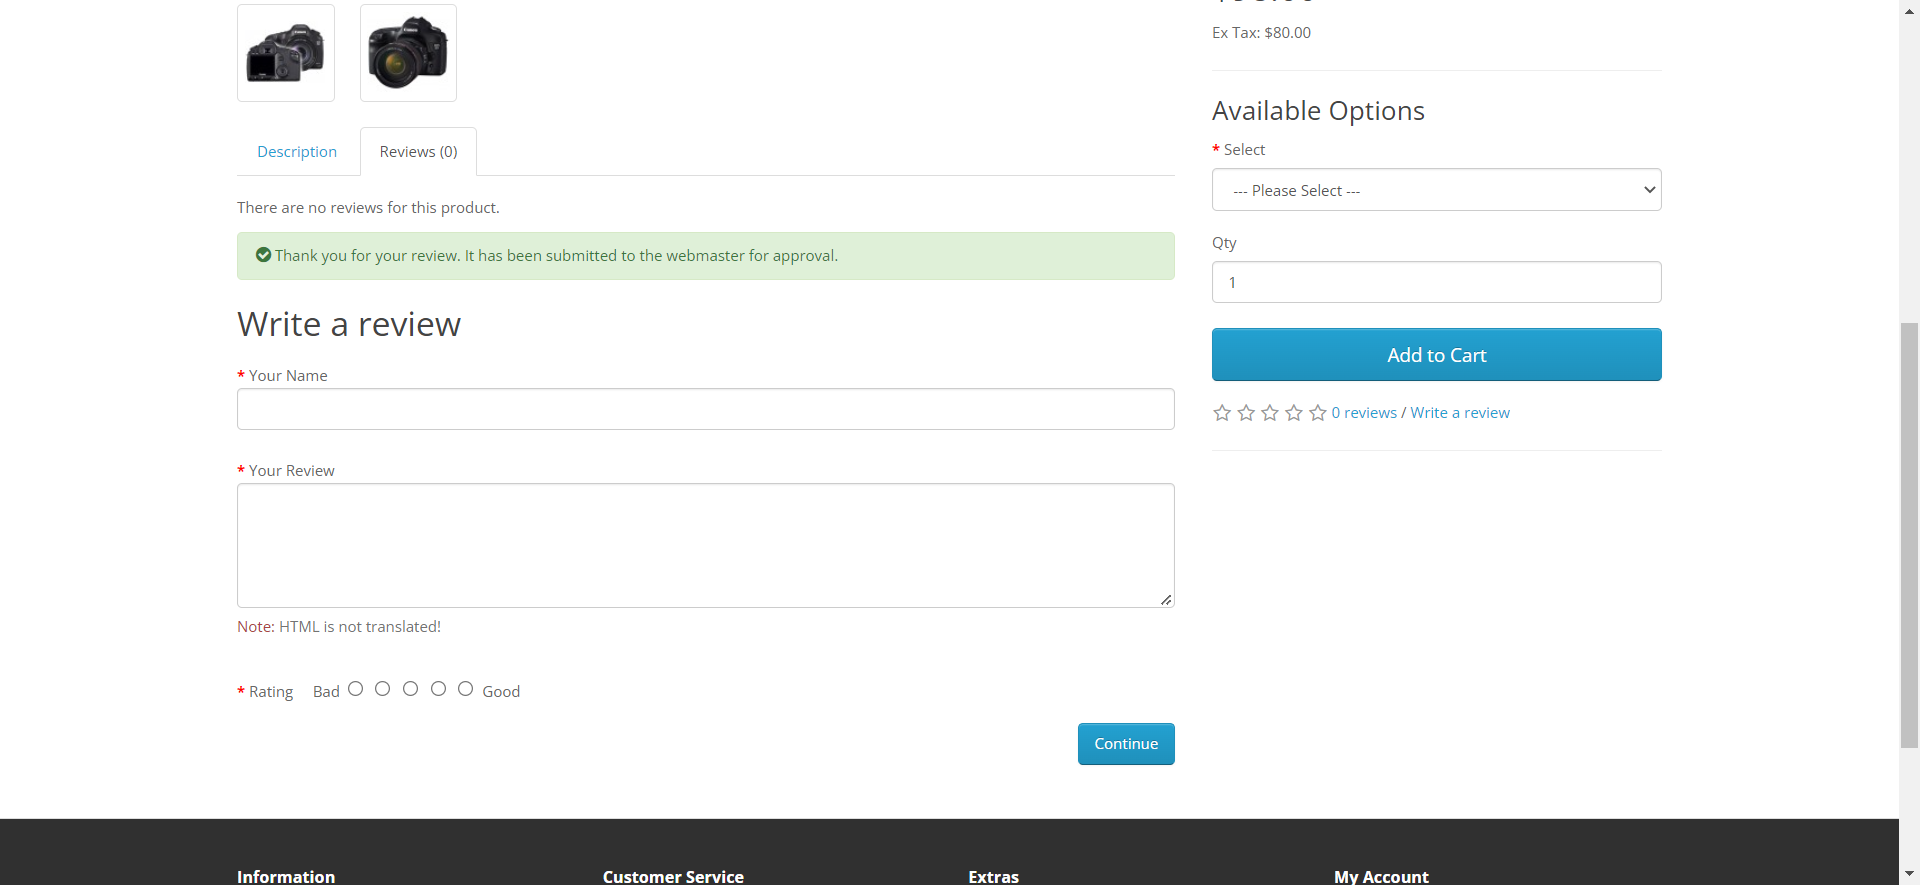 Ex Tax: $80.00
Available Options
* Select
--- Please Select ---
Qty
1
Add to Cart
0 reviews / Write a review
Canon
Canon
Description
Reviews (0)
There are no reviews for this product.
Thank you for your review. It has been submitted to the webmaster for approval.
Write a review
* Your Name
* Your Review
Note: HTML is not translated!
* Rating Bad Good
Continue
Information
Customer Service
Extras
My Account